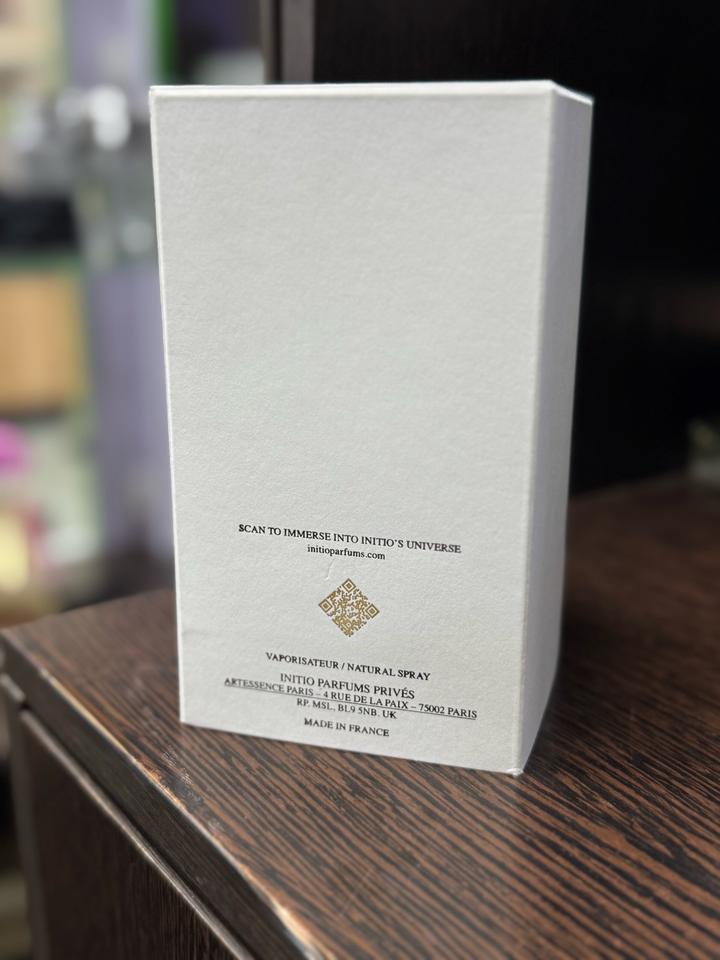 SCAN TO IMMERSE INTO INITIO'S UNIVERSE
initioparfums.com
VAPORISATEUR / NATURAL SPRAY
INITIO PARFUMS PRIVÉS
ARTESSENCE PARIS – 4 RUE DE LA PAIX – 75002 PARIS
RP. MSL, BL9 5NB. UK
MADE IN FRANCE